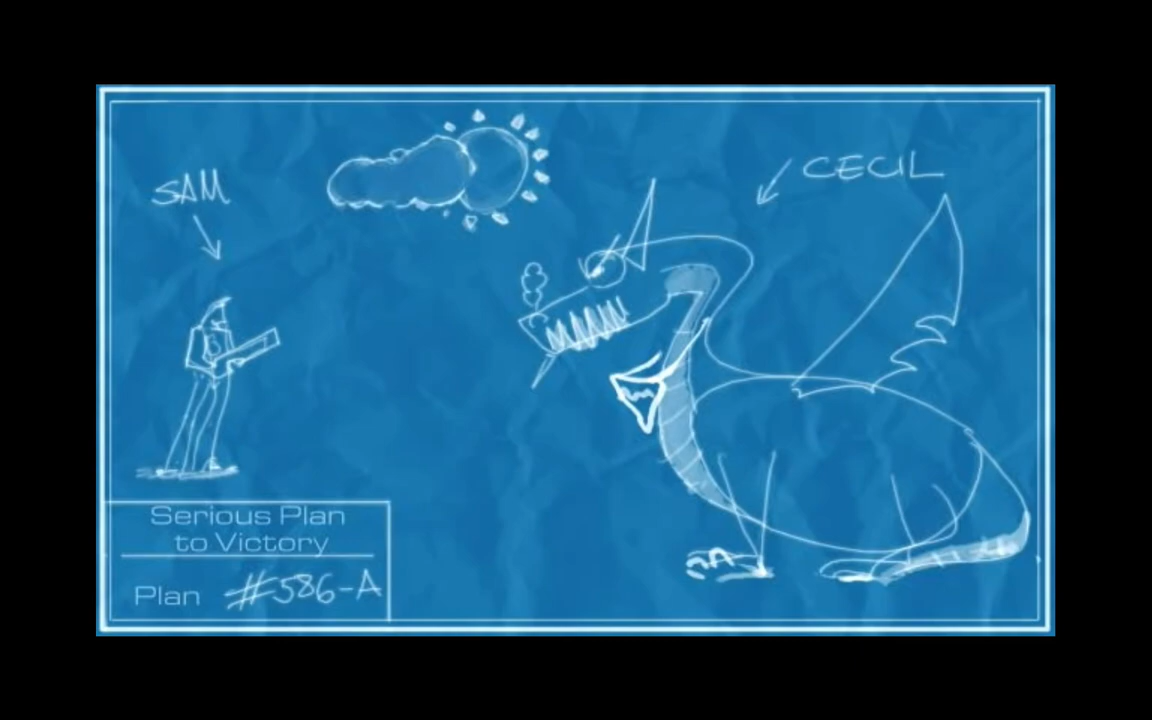 SAM
CECIL
Serious Plan
to Victory
Plan #586-A